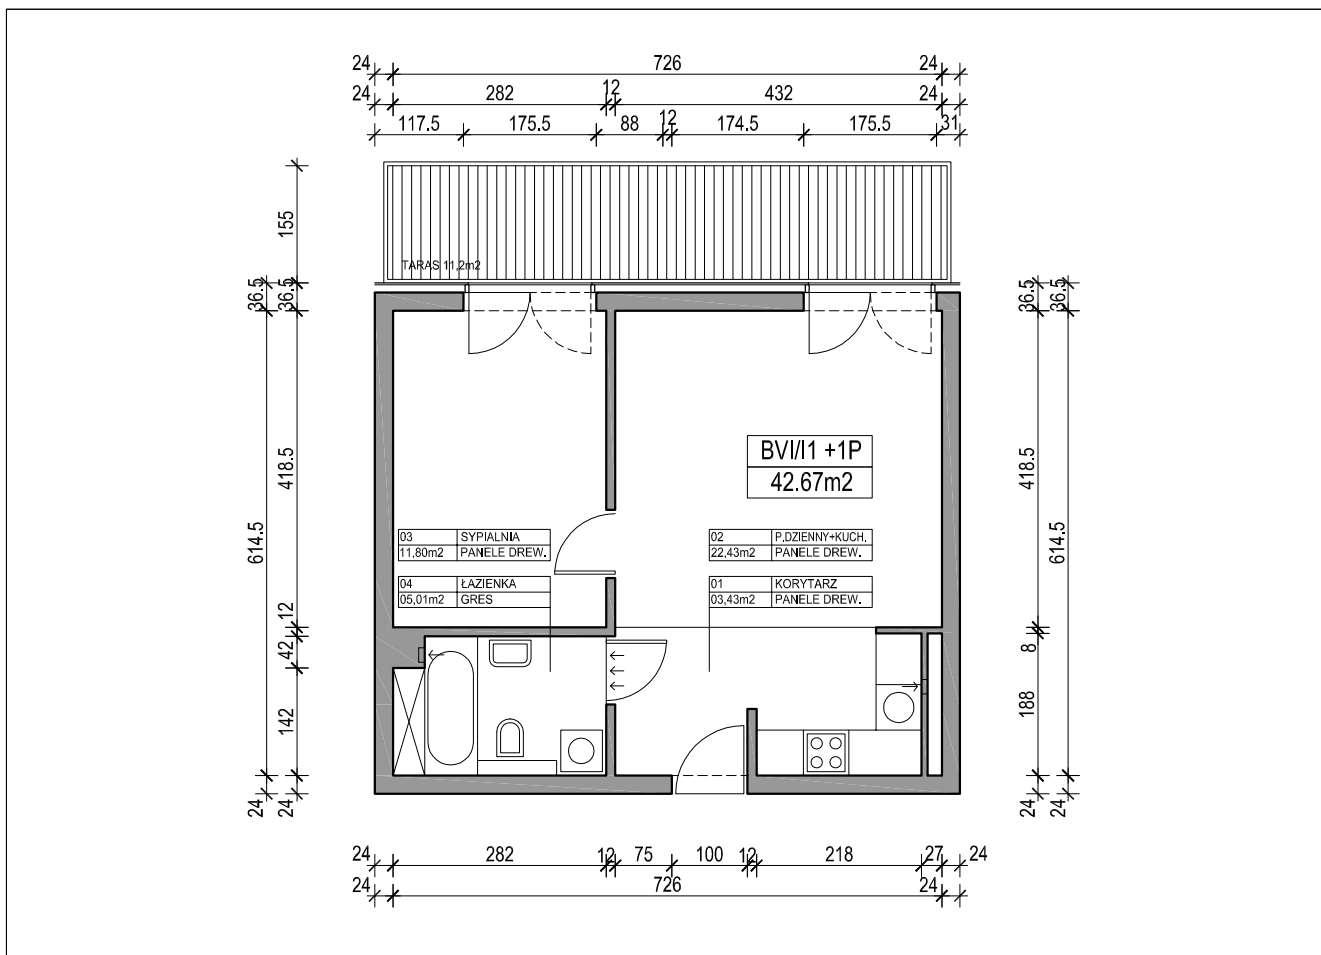 24 726 24
24 282 12 432 24
117.5 175.5 88 12 174.5 175.5 31
155
TARAS 11,2m2
36.5 36.5 36.5 36.5
418.5 418.5
614.5 614.5
BVI/I1 +1P
42.67m2
03 SYPIALNIA
11,80m2 PANELE DREW.
02 P.DZIENNY+KUCH.
22,43m2 PANELE DREW.
04 ŁAZIENKA
05,01m2 GRES
01 KORYTARZ
03,43m2 PANELE DREW.
12
42 8
142 188
24 24 24 24
24 282 12 75 100 12 218 27 24
24 726 24